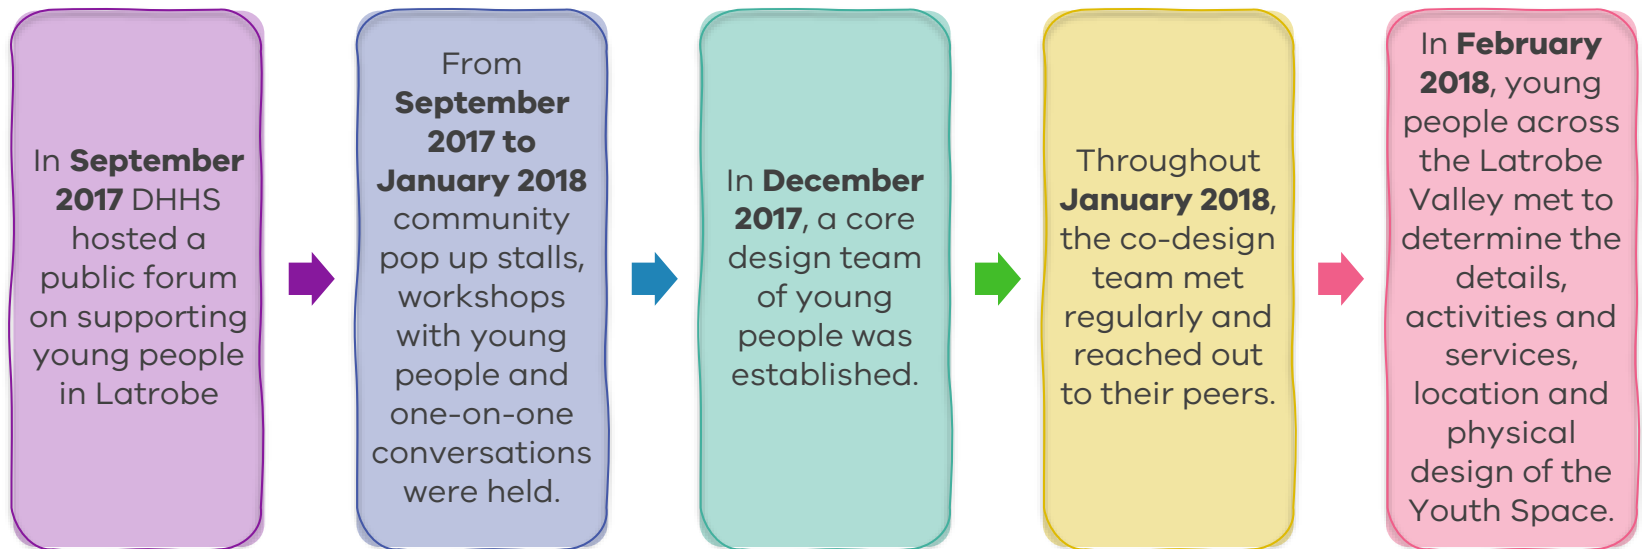 In September
2017 DHHS
hosted a
public forum
on supporting
young people
in Latrobe
From
September
2017 to
January 2018
community
pop up stalls,
workshops
with young
people and
one-on-one
conversations
were held.
In December
2017, a core
design team
of young
people was
established.
Throughout
January 2018,
the co-design
team met
regularly and
reached out
to their peers.
In February
2018, young
people across
the Latrobe
Valley met to
determine the
details,
activities and
services,
location and
physical
design of the
Youth Space.